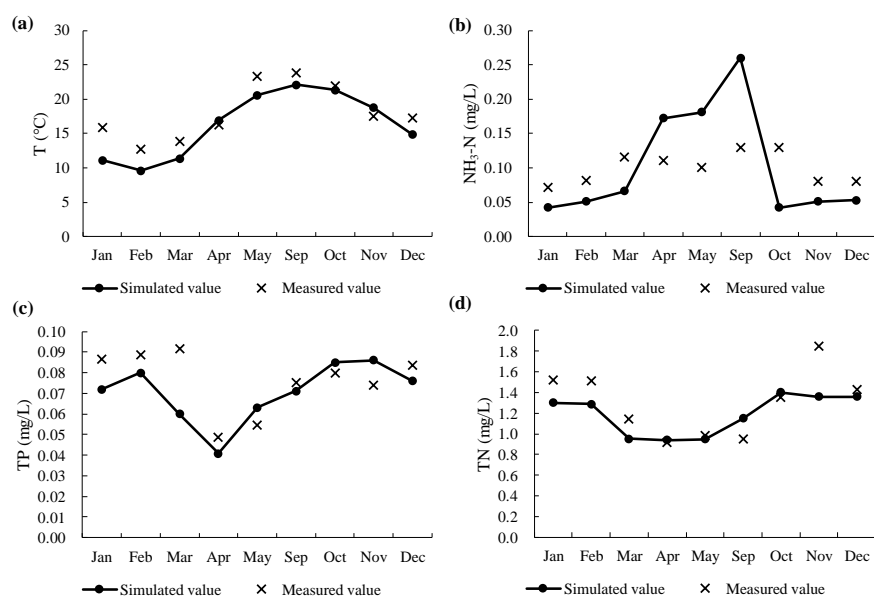 (a)
30
25
20
15
10
5
0
T (℃)
Jan Feb Mar Apr May Sep Oct Nov Dec
Simulated value Measured value
(b)
0.30
0.25
0.20
0.15
0.10
0.05
0.00
NH₃-N (mg/L)
Jan Feb Mar Apr May Sep Oct Nov Dec
Simulated value Measured value
(c)
0.10
0.09
0.08
0.07
0.06
0.05
0.04
0.03
0.02
0.01
0.00
TP (mg/L)
Jan Feb Mar Apr May Sep Oct Nov Dec
Simulated value Measured value
(d)
2.0
1.8
1.6
1.4
1.2
1.0
0.8
0.6
0.4
0.2
0.0
TN (mg/L)
Jan Feb Mar Apr May Sep Oct Nov Dec
Simulated value Measured value